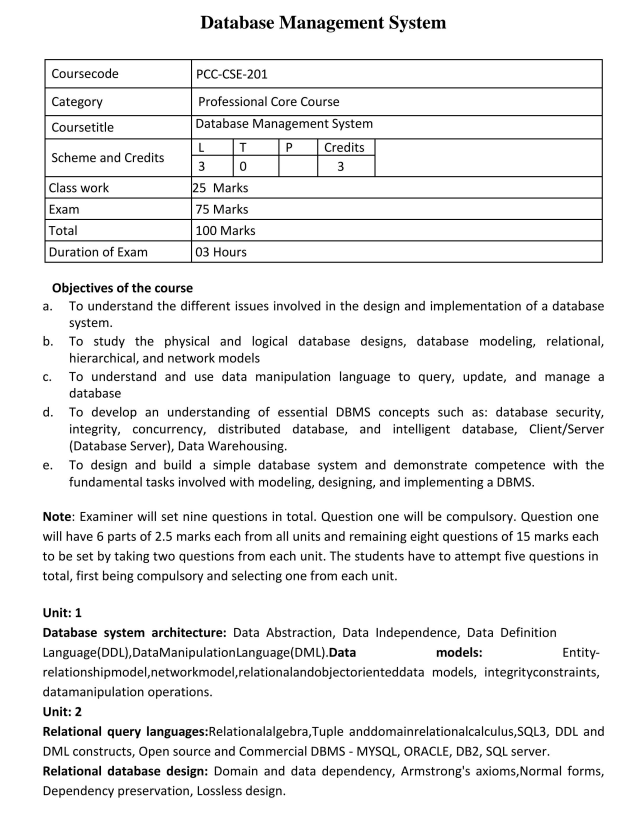 Database Management System
Coursecode PCC-CSE-201
Category Professional Core Course
Coursetitle Database Management System
Scheme and Credits L T P Credits
3 0 3
Class work 25 Marks
Exam 75 Marks
Total 100 Marks
Duration of Exam 03 Hours
Objectives of the course
a. To understand the different issues involved in the design and implementation of a database
system.
b. To study the physical and logical database designs, database modeling, relational,
hierarchical, and network models
c. To understand and use data manipulation language to query, update, and manage a
database
d. To develop an understanding of essential DBMS concepts such as: database security,
integrity, concurrency, distributed database, and intelligent database, Client/Server
(Database Server), Data Warehousing.
e. To design and build a simple database system and demonstrate competence with the
fundamental tasks involved with modeling, designing, and implementing a DBMS.
Note: Examiner will set nine questions in total. Question one will be compulsory. Question one
will have 6 parts of 2.5 marks each from all units and remaining eight questions of 15 marks each
to be set by taking two questions from each unit. The students have to attempt five questions in
total, first being compulsory and selecting one from each unit.
Unit: 1
Database system architecture: Data Abstraction, Data Independence, Data Definition
Language(DDL),DataManipulationLanguage(DML).Data models: Entity-
relationshipmodel,networkmodel,relationalandobjectorienteddata models, integrityconstraints,
datamanipulation operations.
Unit: 2
Relational query languages:Relationalalgebra,Tuple anddomainrelationalcalculus,SQL3, DDL and
DML constructs, Open source and Commercial DBMS - MYSQL, ORACLE, DB2, SQL server.
Relational database design: Domain and data dependency, Armstrong's axioms,Normal forms,
Dependency preservation, Lossless design.